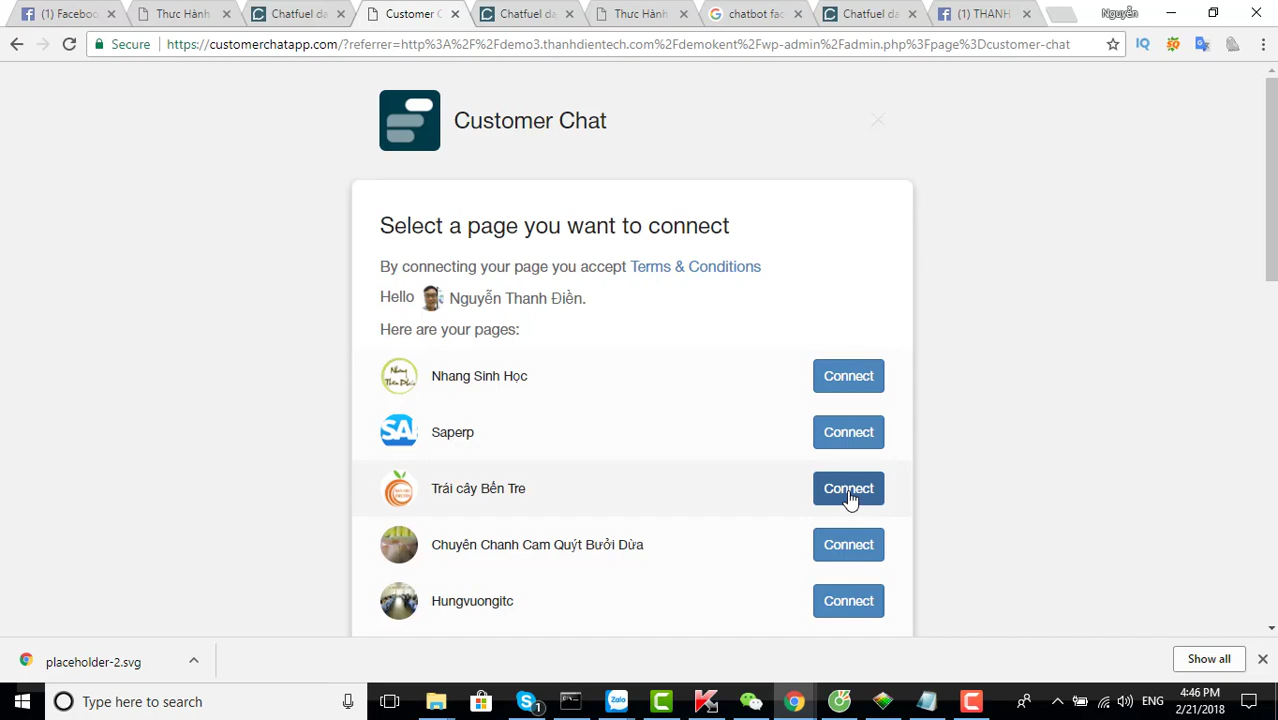 (1) Facebo
Thực Hành
Chatfuel da
Customer C
Chatfuel da
Thực Hành
chatbot fac
Chatfuel da
(1) THANH
Nguyễn
Secure
https://customerchatapp.com/?referrer=http%3A%2F%2Fdemo3.thanhdientech.com%2Fdemokent%2Fwp-admin%2Fadmin.php%3Fpage%3Dcustomer-chat
Customer Chat
Select a page you want to connect
By connecting your page you accept Terms & Conditions
Hello Nguyễn Thanh Điền.
Here are your pages:
Nhang Sinh Học Connect
SA Saperp Connect
Trái cây Bến Tre Connect
Chuyên Chanh Cam Quýt Bưởi Dừa Connect
Hungvuongitc Connect
placeholder-2.svg
Show all
Type here to search
1
ENG
4:46 PM
2/21/2018